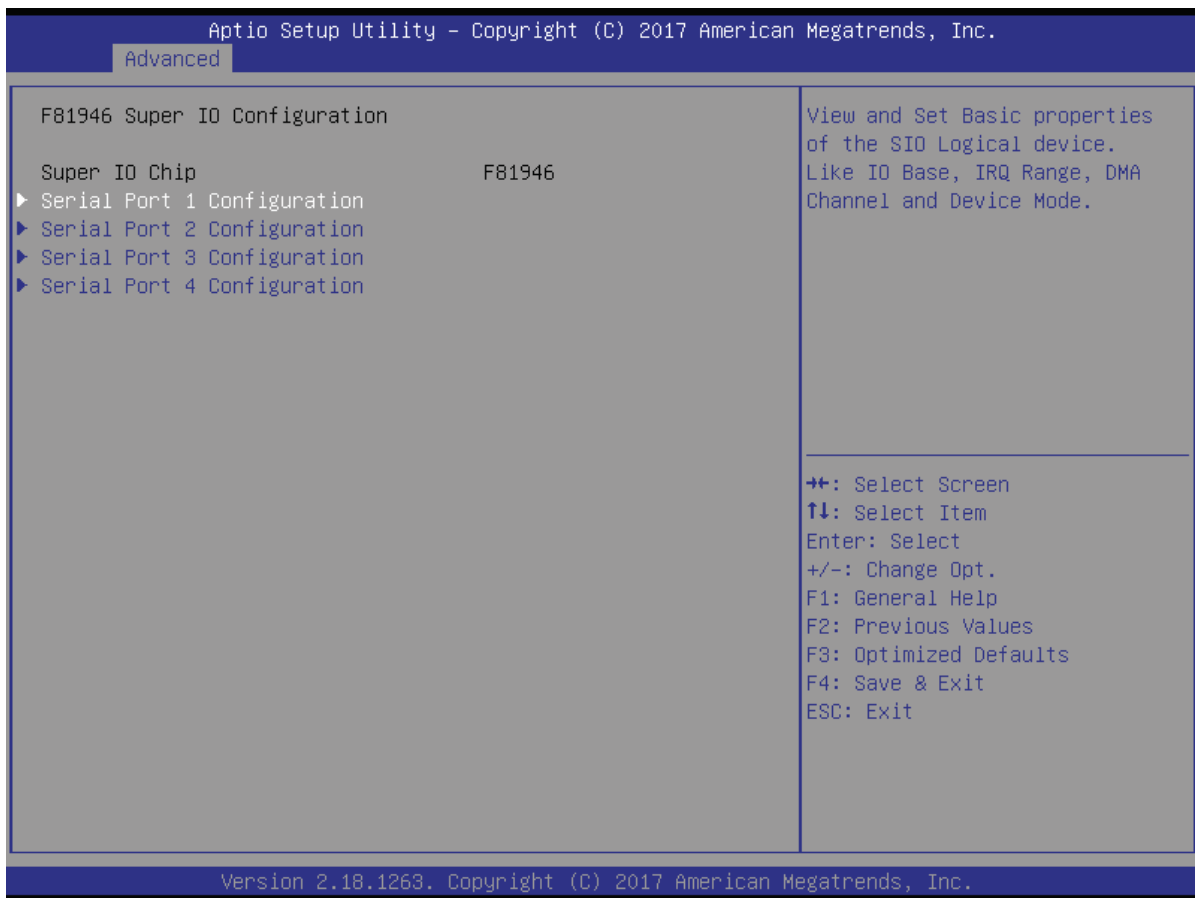 Aptio Setup Utility – Copyright (C) 2017 American Megatrends, Inc.
Advanced
F81946 Super IO Configuration
Super IO Chip F81946
▶ Serial Port 1 Configuration
▶ Serial Port 2 Configuration
▶ Serial Port 3 Configuration
▶ Serial Port 4 Configuration
View and Set Basic properties
of the SIO Logical device.
Like IO Base, IRQ Range, DMA
Channel and Device Mode.
→←: Select Screen
↑↓: Select Item
Enter: Select
+/-: Change Opt.
F1: General Help
F2: Previous Values
F3: Optimized Defaults
F4: Save & Exit
ESC: Exit
Version 2.18.1263. Copyright (C) 2017 American Megatrends, Inc.